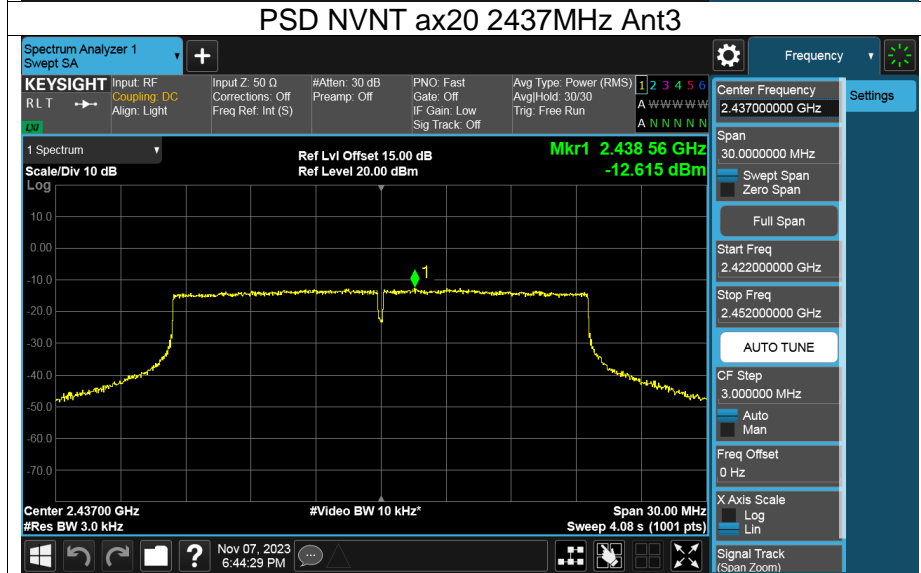 PSD NVNT ax20 2437MHz Ant3
Spectrum Analyzer 1
Swept SA
+
Frequency
KEYSIGHT
RLT
LXI
Input: RF
Coupling: DC
Align: Light
Input Z: 50 Ω
Corrections: Off
Freq Ref: Int (S)
#Atten: 30 dB
Preamp: Off
PNO: Fast
Gate: Off
IF Gain: Low
Sig Track: Off
Avg Type: Power (RMS)
Avg|Hold: 30/30
Trig: Free Run
1 2 3 4 5 6
A W W W W W
A N N N N N
Center Frequency
2.437000000 GHz
Settings
Span
30.0000000 MHz
Swept Span
Zero Span
Full Span
Start Freq
2.422000000 GHz
Stop Freq
2.452000000 GHz
AUTO TUNE
CF Step
3.000000 MHz
Auto
Man
Freq Offset
0 Hz
X Axis Scale
Log
Lin
Signal Track
(Span Zoom)
1 Spectrum
Scale/Div 10 dB
Log
Ref Lvl Offset 15.00 dB
Ref Level 20.00 dBm
Mkr1 2.438 56 GHz
-12.615 dBm
10.0
0.00
-10.0
-20.0
-30.0
-40.0
-50.0
-60.0
-70.0
1
Center 2.43700 GHz
#Res BW 3.0 kHz
#Video BW 10 kHz*
Span 30.00 MHz
Sweep 4.08 s (1001 pts)
?
Nov 07, 2023
6:44:29 PM